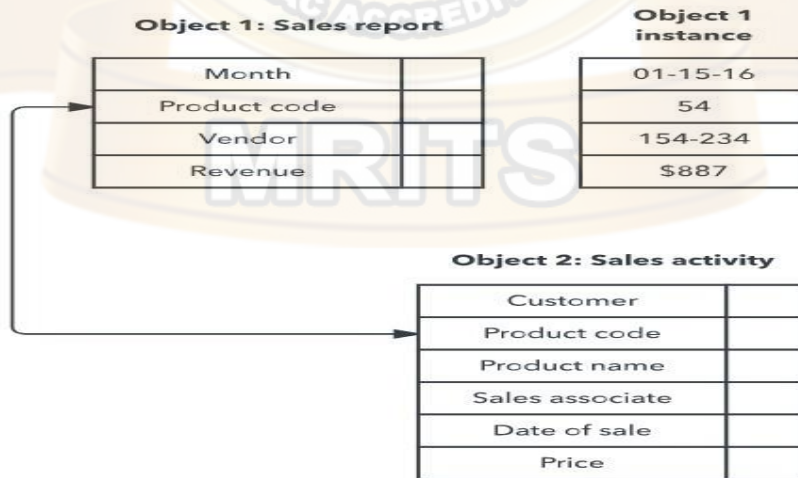 Object 1: Sales report
Object 1
instance
Month
Product code
Vendor
Revenue
01-15-16
54
154-234
$887
MRITS
Object 2: Sales activity
Customer
Product code
Product name
Sales associate
Date of sale
Price